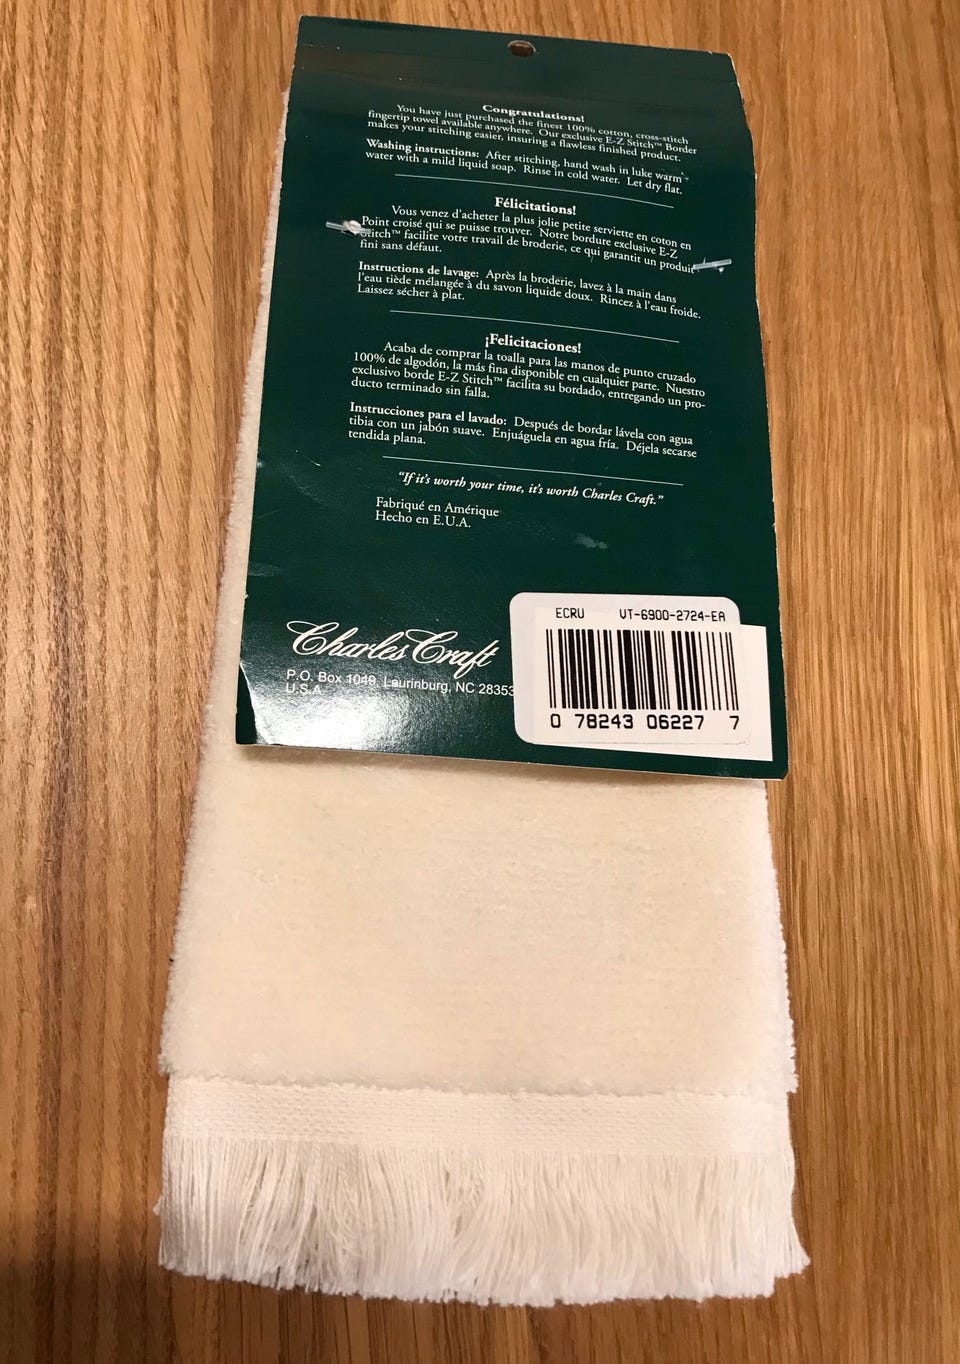 Congratulations!
You have just purchased the finest 100% cotton, cross-stitch
fingertip towel available anywhere. Our exclusive E-Z Stitch™ Border
makes your stitching easier, insuring a flawless finished product.
Washing instructions: After stitching, hand wash in luke warm
water with a mild liquid soap. Rinse in cold water. Let dry flat.
Félicitations!
Vous venez d'acheter la plus jolie petite serviette en coton en
Point croisé qui se puisse trouver. Notre bordure exclusive E-Z
Stitch™ facilite votre travail de broderie, ce qui garantit un produit
fini sans défaut.
Instructions de lavage: Après la broderie, lavez à la main dans
l'eau tiède mélangée à du savon liquide doux. Rincez à l'eau froide.
Laissez sécher à plat.
¡Felicitaciones!
Acaba de comprar la toalla para las manos de punto cruzado
100% de algodón, la más fina disponible en cualquier parte. Nuestro
exclusivo borde E-Z Stitch™ facilita su bordado, entregando un pro-
ducto terminado sin falla.
Instrucciones para el lavado: Después de bordar lávela con agua
tibia con un jabón suave. Enjuáguela en agua fría. Déjela secarse
tendida plana.
"If it's worth your time, it's worth Charles Craft."
Fabriqué en Amérique
Hecho en E.U.A.
Charles Craft
P.O. Box 1049, Laurinburg, NC 28353
U.S.A.
ECRU VT-6900-2724-EA
0 78243 06227 7